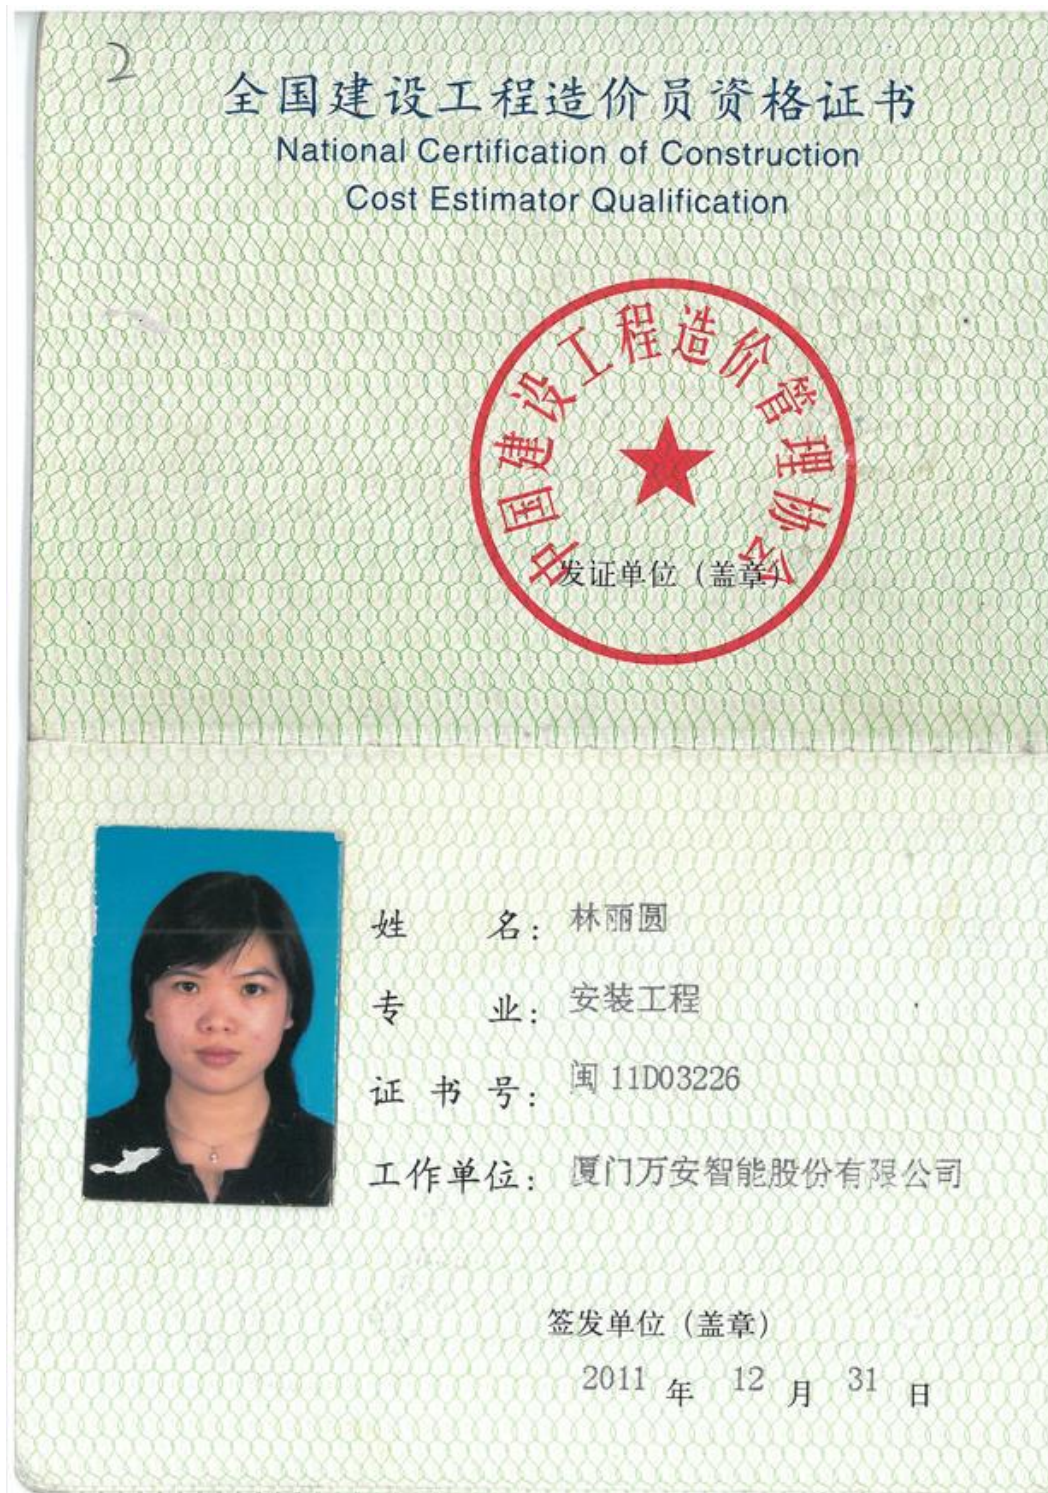 2
全国建设工程造价员资格证书
National Certification of Construction
Cost Estimator Qualification
中国建设工程造价管理协会
发证单位（盖章）
姓 名： 林丽圆
专 业： 安装工程
证 书 号： 闽 11D03226
工作单位： 厦门万安智能股份有限公司
签发单位（盖章）
2011 年 12 月 31 日